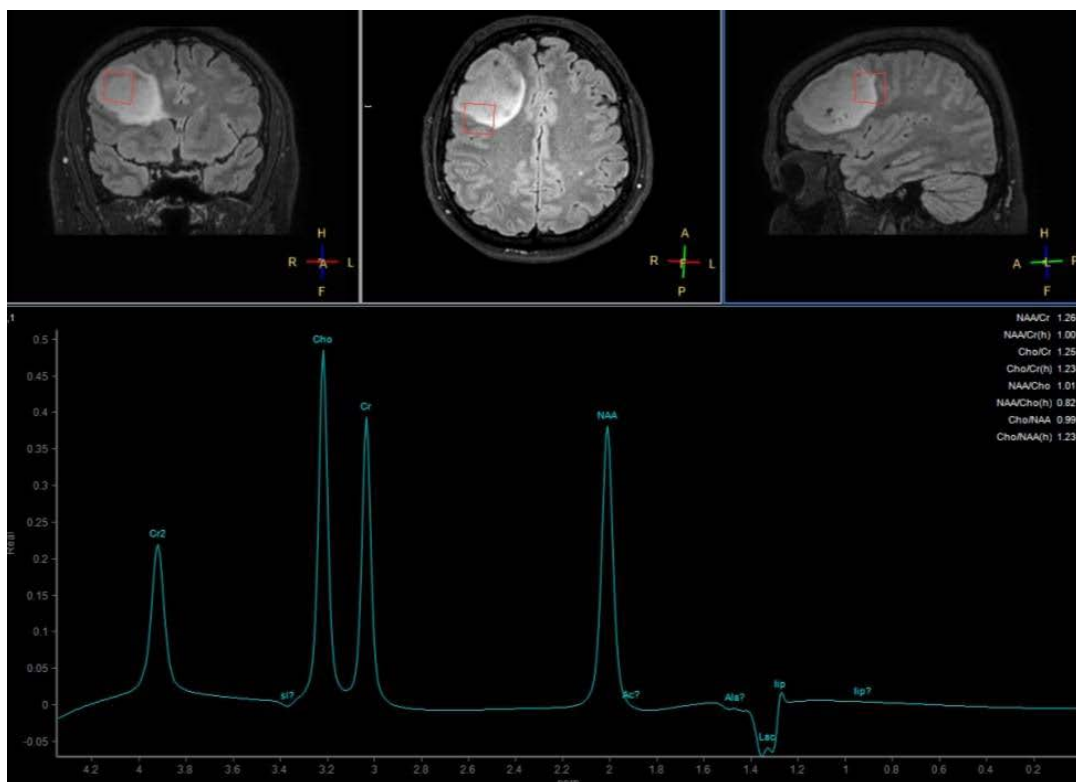 H
R A L
F
A
R F L
P
H
A L P
F
,1
NAA/Cr 1.26
NAA/Cr(h) 1.00
Cho/Cr 1.25
Cho/Cr(h) 1.23
NAA/Cho 1.01
NAA/Cho(h) 0.82
Cho/NAA 0.99
Cho/NAA(h) 1.23
Cho
Cr
NAA
Cr2
sI?
Ac?
Ala?
lip
lip?
Lac
Real
0.5
0.45
0.4
0.35
0.3
0.25
0.2
0.15
0.1
0.05
0
-0.05
4.2 4 3.8 3.6 3.4 3.2 3 2.8 2.6 2.4 2.2 2 1.8 1.6 1.4 1.2 1 0.8 0.6 0.4 0.2